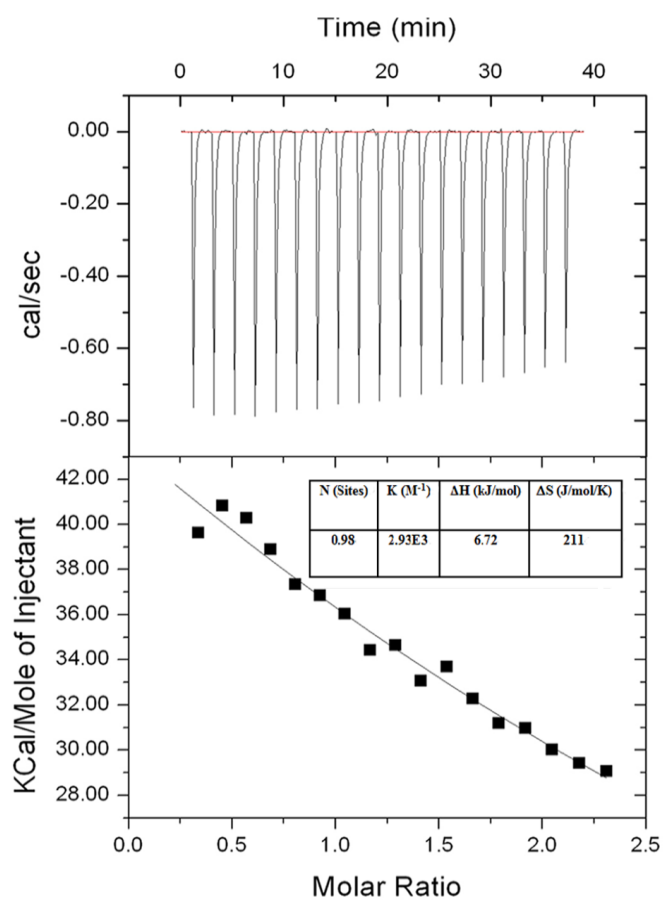 Time (min)
0 10 20 30 40
0.00
-0.20
-0.40
-0.60
-0.80
cal/sec
42.00
40.00
38.00
36.00
34.00
32.00
30.00
28.00
KCal/Mole of Injectant
N (Sites) K (M⁻¹) ΔH (kJ/mol) ΔS (J/mol/K)
0.98 2.93E3 6.72 211
0.0 0.5 1.0 1.5 2.0 2.5
Molar Ratio